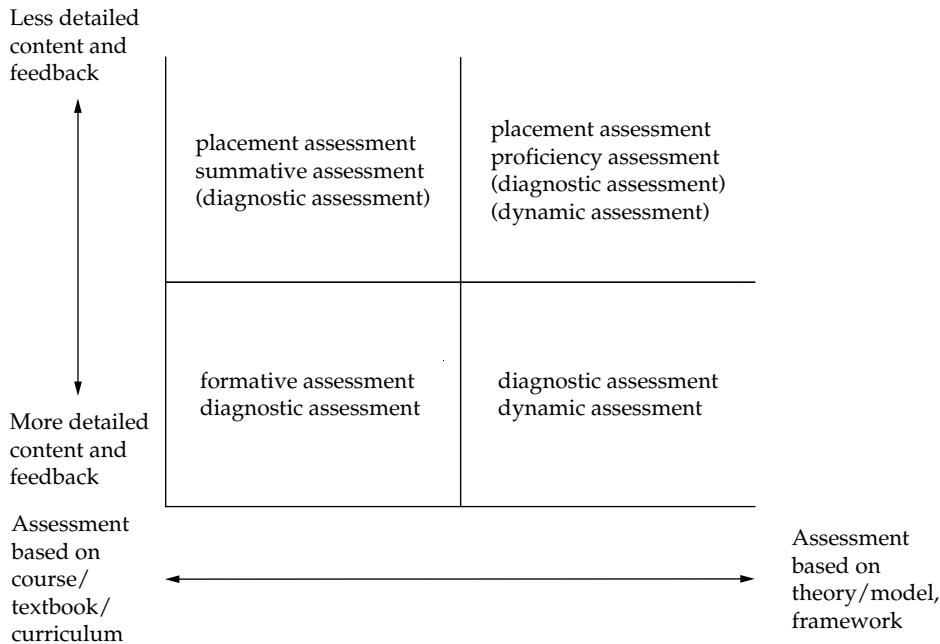 Less detailed
content and
feedback
placement assessment
summative assessment
(diagnostic assessment)
placement assessment
proficiency assessment
(diagnostic assessment)
(dynamic assessment)
formative assessment
diagnostic assessment
diagnostic assessment
dynamic assessment
More detailed
content and
feedback
Assessment
based on
course/
textbook/
curriculum
Assessment
based on
theory/model,
framework